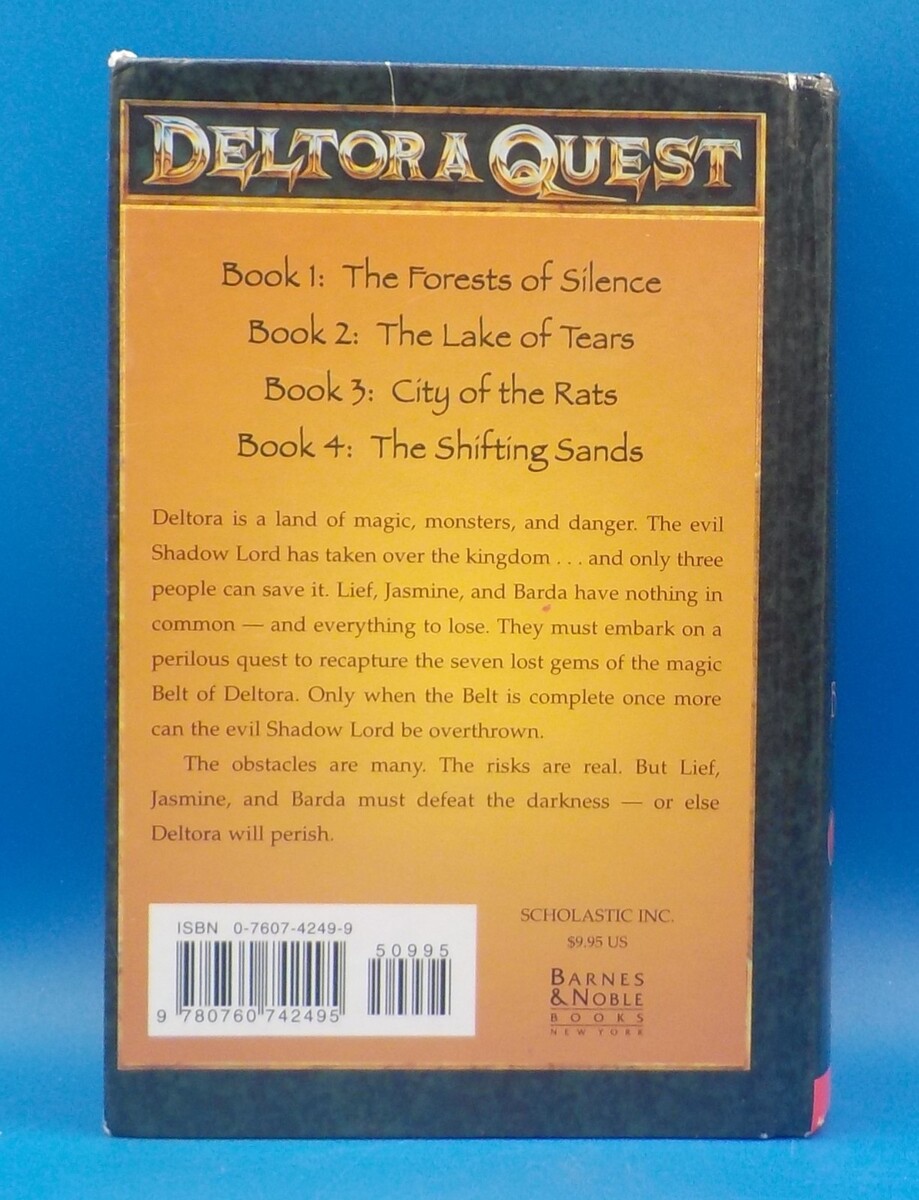 DELTORA QUEST
Book 1: The Forests of Silence
Book 2: The Lake of Tears
Book 3: City of the Rats
Book 4: The Shifting Sands
Deltora is a land of magic, monsters, and danger. The evil
Shadow Lord has taken over the kingdom . . . and only three
people can save it. Lief, Jasmine, and Barda have nothing in
common — and everything to lose. They must embark on a
perilous quest to recapture the seven lost gems of the magic
Belt of Deltora. Only when the Belt is complete once more
can the evil Shadow Lord be overthrown.
The obstacles are many. The risks are real. But Lief,
Jasmine, and Barda must defeat the darkness — or else
Deltora will perish.
ISBN 0-7607-4249-9
50995
9 780760 742495
SCHOLASTIC INC.
$9.95 US
BARNES
&NOBLE
BOOKS
NEW YORK